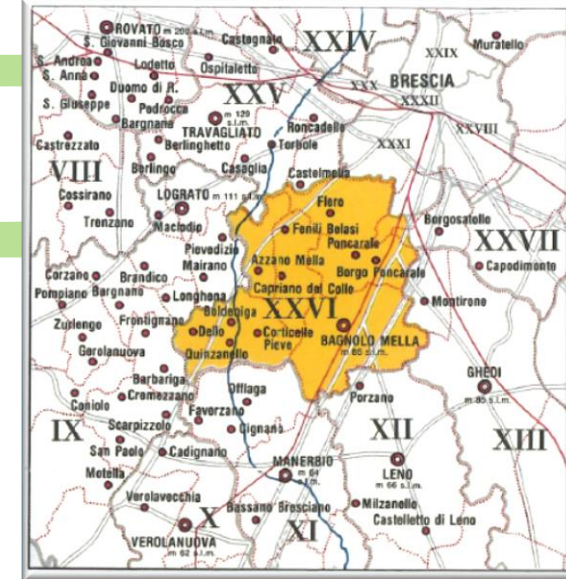 ROVATO m 200 s.l.m.
S. Giovanni Bosco
Castegnato
XXIV
Muratello
S. Andrea
S. Anna
Lodetto
Ospitaletto
XXIX
BRESCIA
Duomo di R.
S. Giuseppe
Pedrocca
XXV
XXX
XXXII
Bargnana
m 129
s.l.m.
TRAVAGLIATO
Roncadelle
XXVIII
Castrezzato
Berlinghetto
Torbole
XXXI
VIII
Berlingo
Casaglia
Castelmella
Cossirano
LOGRATO m 111 s.l.m.
Flero
Trenzano
Maclodio
Fenili Belasi
Borgosatollo
XXVII
Pievedizio
Poncarale
Corzano
Brandico
Mairano
Azzano Mella
Borgo Poncarale
Capodimonte
Pompiano
Bargnano
Longhena
Capriano del Colle
Montirone
Zurlengo
Frontignano
Boldeniga
XXVI
Dello
Corticelle
Pieve
BAGNOLO MELLA
m 80 s.l.m.
Gerolanuova
Quinzanello
GHEDI
Barbariga
Cromezzano
Offlaga
Porzano
Coniolo
Faverzano
IX
Scarpizzolo
Cignano
XII
XIII
San Paolo
Cadignano
MANERBIO
m 64
s.l.m.
LENO
m 66 s.l.m.
Motella
Verolavecchia
Bassano Bresciano
Milzanello
X
XI
Castelletto di Leno
VEROLANUOVA
m 62 s.l.m.